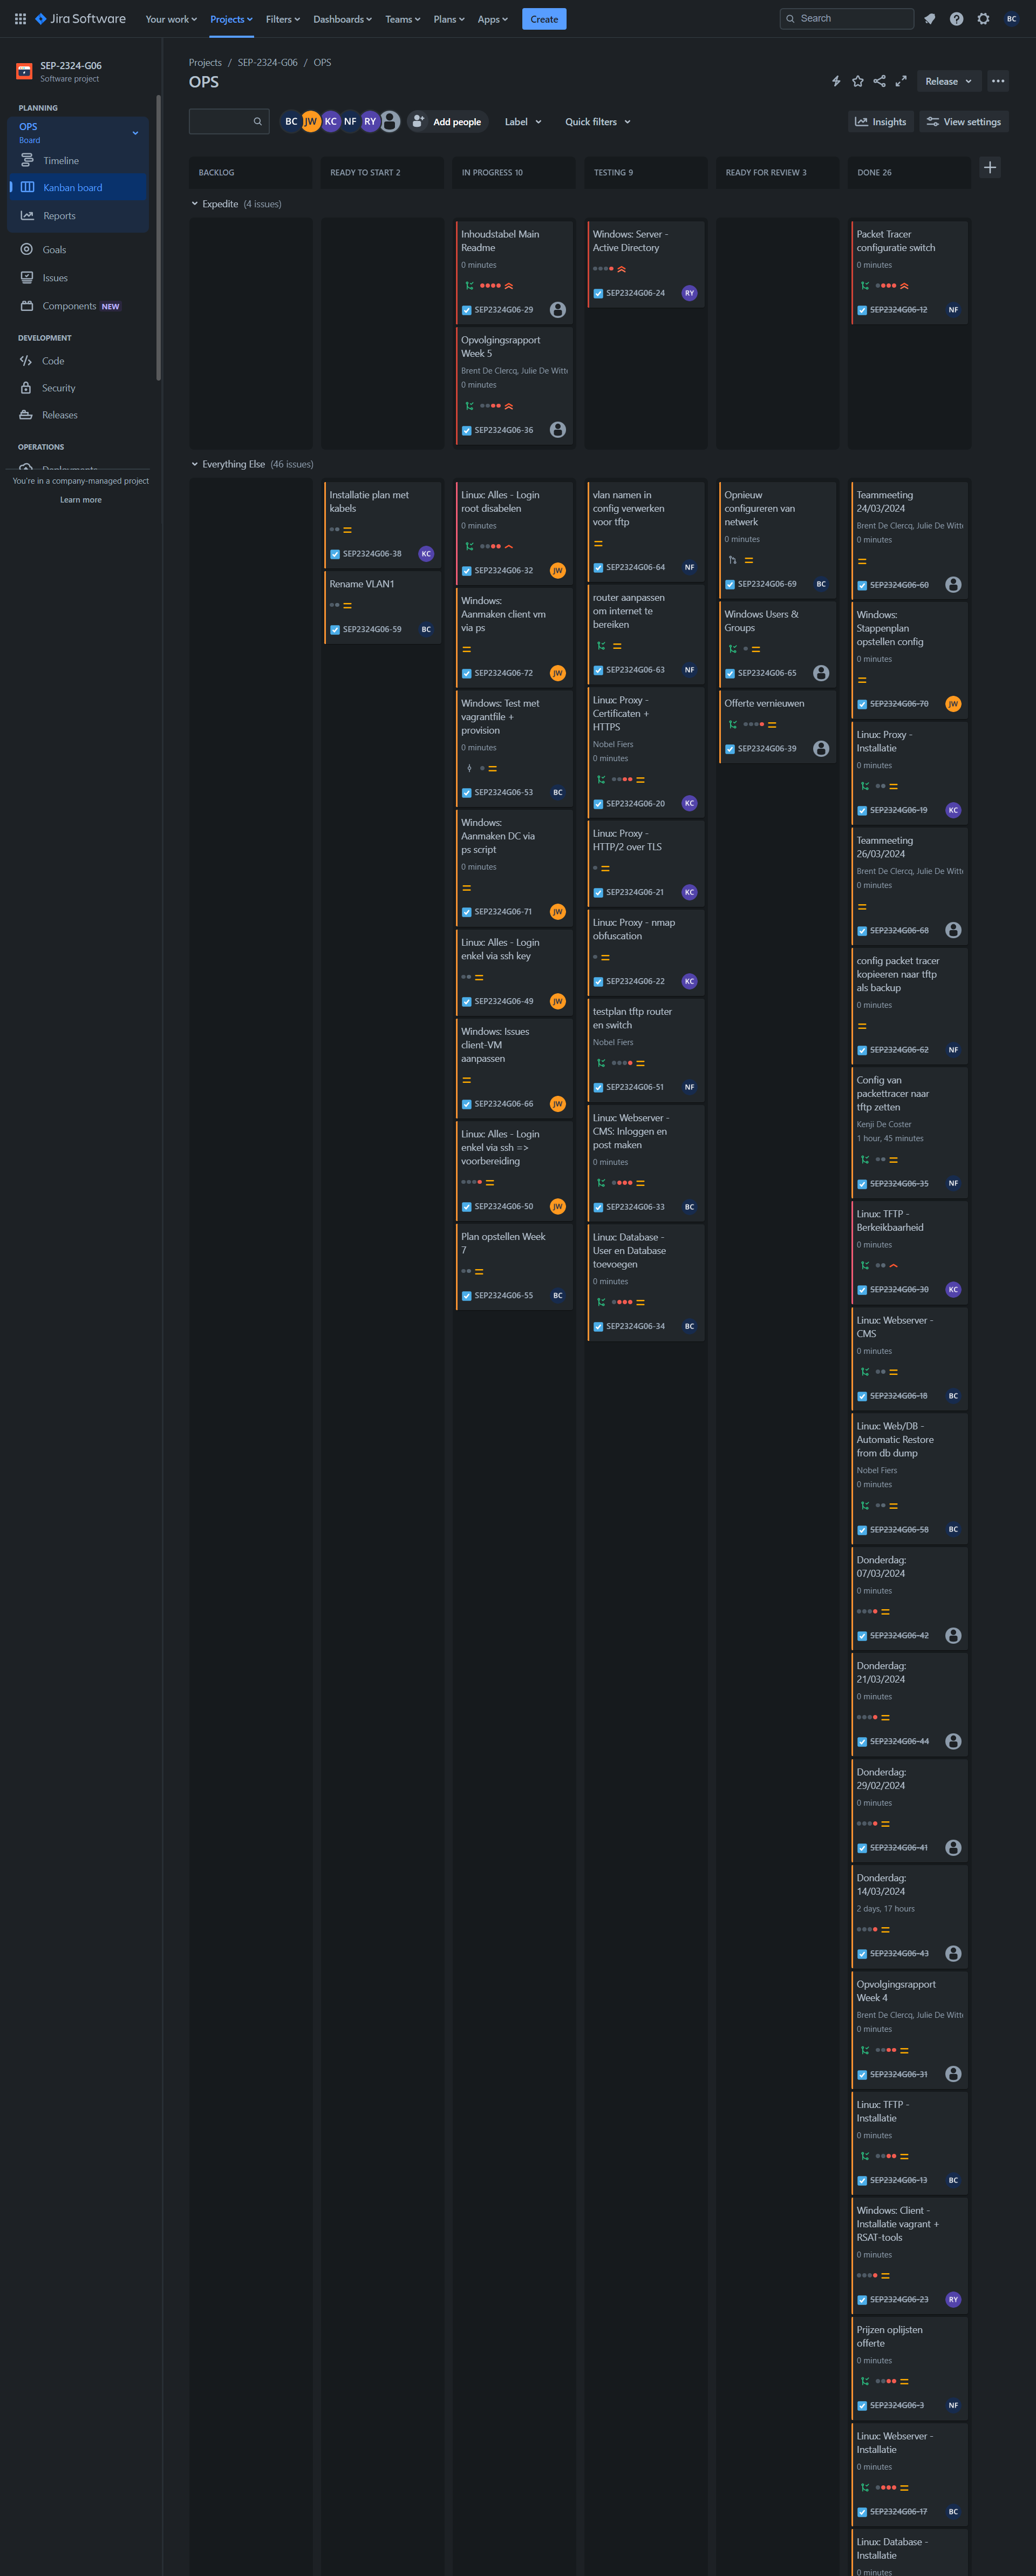 Jira Software
Your work
Projects
Filters
Dashboards
Teams
Plans
Apps
Create
Search
BC
SEP-2324-G06
Software project
PLANNING
OPS
Board
Timeline
Kanban board
Reports
Goals
Issues
Components NEW
DEVELOPMENT
Code
Security
Releases
OPERATIONS
Deployments
You're in a company-managed project
Learn more
Projects / SEP-2324-G06 / OPS
OPS
Release
BC JW KC NF RY
Add people
Label
Quick filters
Insights
View settings
BACKLOG
READY TO START 2
IN PROGRESS 10
TESTING 9
READY FOR REVIEW 3
DONE 26
Expedite (4 issues)
Inhoudstabel Main
Readme
0 minutes
SEP2324G06-29
Opvolgingsrapport
Week 5
Brent De Clercq, Julie De Witte
0 minutes
SEP2324G06-36
Windows: Server -
Active Directory
SEP2324G06-24
RY
Packet Tracer
configuratie switch
0 minutes
SEP2324G06-12
NF
Everything Else (46 issues)
Installatie plan met
kabels
SEP2324G06-38
KC
Rename VLAN1
SEP2324G06-59
BC
Linux: Alles - Login
root disabelen
0 minutes
SEP2324G06-32
JW
Windows:
Aanmaken client vm
via ps
SEP2324G06-72
JW
Windows: Test met
vagrantfile +
provision
0 minutes
SEP2324G06-53
BC
Windows:
Aanmaken DC via
ps script
0 minutes
SEP2324G06-71
JW
Linux: Alles - Login
enkel via ssh key
SEP2324G06-49
JW
Windows: Issues
client-VM
aanpassen
SEP2324G06-66
JW
Linux: Alles - Login
enkel via ssh =>
voorbereiding
SEP2324G06-50
JW
Plan opstellen Week
7
SEP2324G06-55
BC
vlan namen in
config verwerken
voor tftp
SEP2324G06-64
NF
router aanpassen
om internet te
bereiken
SEP2324G06-63
NF
Linux: Proxy -
Certificaten +
HTTPS
Nobel Fiers
0 minutes
SEP2324G06-20
KC
Linux: Proxy -
HTTP/2 over TLS
SEP2324G06-21
KC
Linux: Proxy - nmap
obfuscation
SEP2324G06-22
KC
testplan tftp router
en switch
Nobel Fiers
SEP2324G06-51
NF
Linux: Webserver -
CMS: Inloggen en
post maken
0 minutes
SEP2324G06-33
BC
Linux: Database -
User en Database
toevoegen
0 minutes
SEP2324G06-34
BC
Opnieuw
configureren van
netwerk
0 minutes
SEP2324G06-69
BC
Windows Users &
Groups
SEP2324G06-65
Offerte vernieuwen
SEP2324G06-39
Teammeeting
24/03/2024
Brent De Clercq, Julie De Witte
0 minutes
SEP2324G06-60
Windows:
Stappenplan
opstellen config
0 minutes
SEP2324G06-70
JW
Linux: Proxy -
Installatie
0 minutes
SEP2324G06-19
KC
Teammeeting
26/03/2024
Brent De Clercq, Julie De Witte
0 minutes
SEP2324G06-68
config packet tracer
kopieeren naar tftp
als backup
0 minutes
SEP2324G06-62
NF
Config van
packettracer naar
tftp zetten
Kenji De Coster
1 hour, 45 minutes
SEP2324G06-35
NF
Linux: TFTP -
Berkeikbaarheid
0 minutes
SEP2324G06-30
KC
Linux: Webserver -
CMS
0 minutes
SEP2324G06-18
BC
Linux: Web/DB -
Automatic Restore
from db dump
Nobel Fiers
0 minutes
SEP2324G06-58
BC
Donderdag:
07/03/2024
0 minutes
SEP2324G06-42
Donderdag:
21/03/2024
0 minutes
SEP2324G06-44
Donderdag:
29/02/2024
0 minutes
SEP2324G06-41
Donderdag:
14/03/2024
2 days, 17 hours
SEP2324G06-43
Opvolgingsrapport
Week 4
Brent De Clercq, Julie De Witte
0 minutes
SEP2324G06-31
Linux: TFTP -
Installatie
0 minutes
SEP2324G06-13
BC
Windows: Client -
Installatie vagrant +
RSAT-tools
0 minutes
SEP2324G06-23
RY
Prijzen oplijsten
offerte
0 minutes
SEP2324G06-3
NF
Linux: Webserver -
Installatie
0 minutes
SEP2324G06-17
BC
Linux: Database -
Installatie
0 minutes